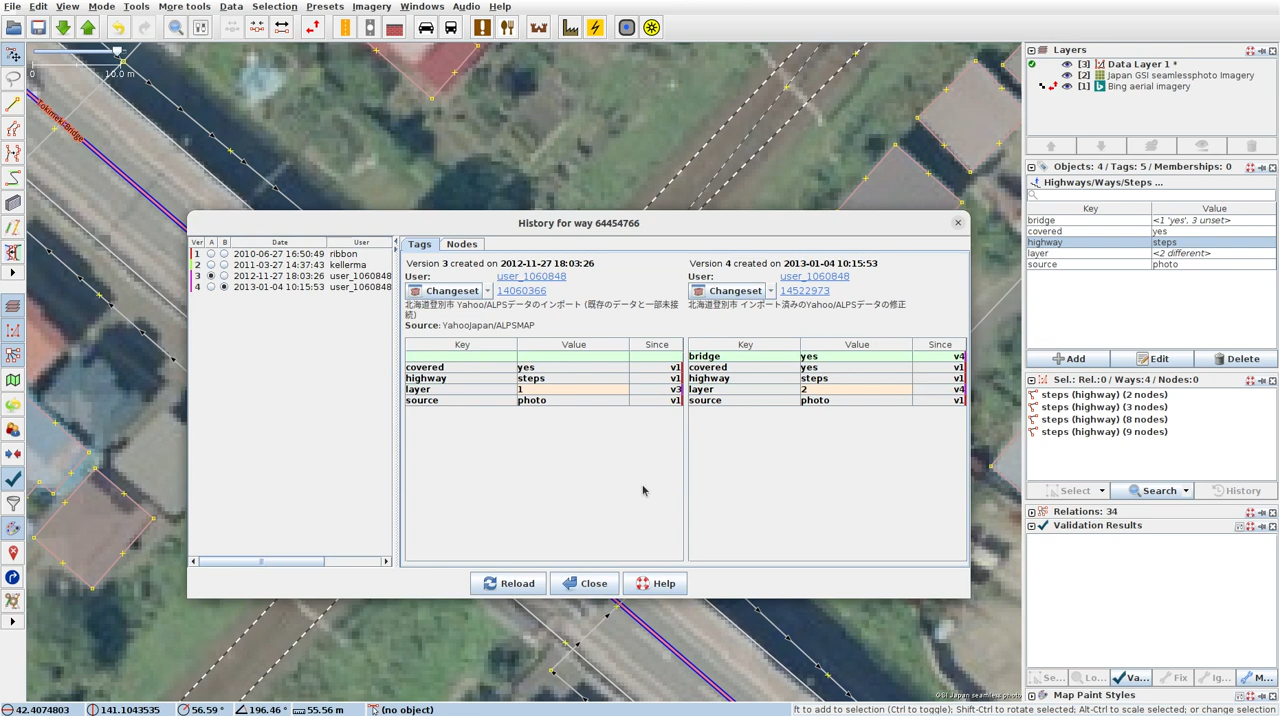 File Edit View Mode Tools More tools Data Selection Presets Imagery Windows Audio Help
0 10.0 m
Tokimeki Bridge
Layers
[3] Data Layer 1 *
[2] Japan GSI seamlessphoto Imagery
[1] Bing aerial imagery
Objects: 4 / Tags: 5 / Memberships: 0
Highways/Ways/Steps ...
Key Value
bridge <1 'yes', 3 unset>
covered yes
highway steps
layer <2 different>
source photo
Add Edit Delete
Sel.: Rel.:0 / Ways:4 / Nodes:0
steps (highway) (2 nodes)
steps (highway) (3 nodes)
steps (highway) (8 nodes)
steps (highway) (9 nodes)
Select Search History
Relations: 34
Validation Results
Se... Lo... Va... Fix Ig... M...
Map Paint Styles
History for way 64454766
Ver A B Date User
1 2010-06-27 16:50:49 ribbon
2 2011-03-27 14:37:43 kellerma
3 2012-11-27 18:03:26 user_1060848
4 2013-01-04 10:15:53 user_1060848
Tags Nodes
Version 3 created on 2012-11-27 18:03:26
User: user_1060848
Changeset 14060366
北海道登別市 Yahoo/ALPSデータのインポート (既存のデータと一部未接
続)
Source: YahooJapan/ALPSMAP
Key Value Since
covered yes v1
highway steps v1
layer 1 v3
source photo v1
Version 4 created on 2013-01-04 10:15:53
User: user_1060848
Changeset 14522973
北海道登別市 インポート済みのYahoo/ALPSデータの修正
Key Value Since
bridge yes v4
covered yes v1
highway steps v1
layer 2 v4
source photo v1
Reload Close Help
GSI Japan seamless photo
42.4074803 141.1043535 56.59 ° 196.46 ° 55.56 m (no object)
ft to add to selection (Ctrl to toggle); Shift-Ctrl to rotate selected; Alt-Ctrl to scale selected; or change selection